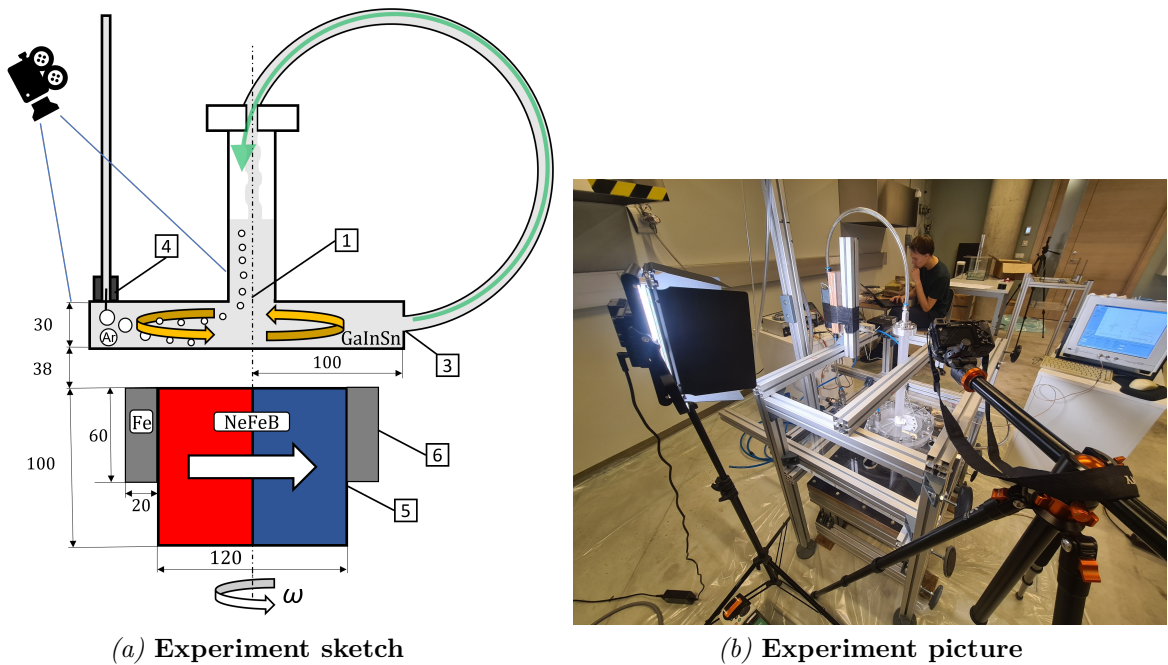 1
4
30
Ar
GaInSn
3
38
100
Fe
NeFeB
60
6
100
20
5
120
ω
(a) Experiment sketch
(b) Experiment picture